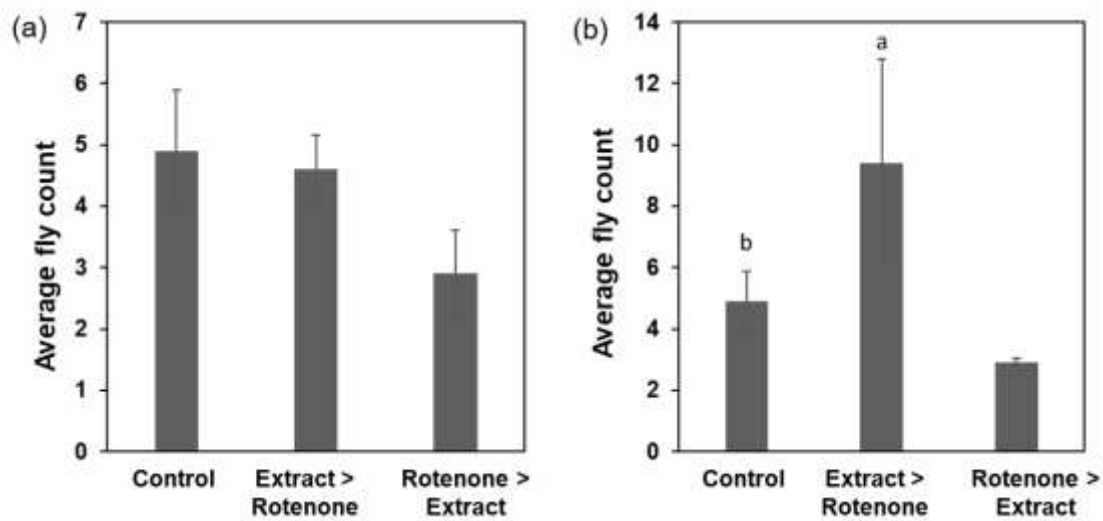 (a)
Average fly count
7
6
5
4
3
2
1
0
Control
Extract >
Rotenone
Rotenone >
Extract
(b)
Average fly count
14
12
10
8
6
4
2
0
b
a
Control
Extract >
Rotenone
Rotenone >
Extract